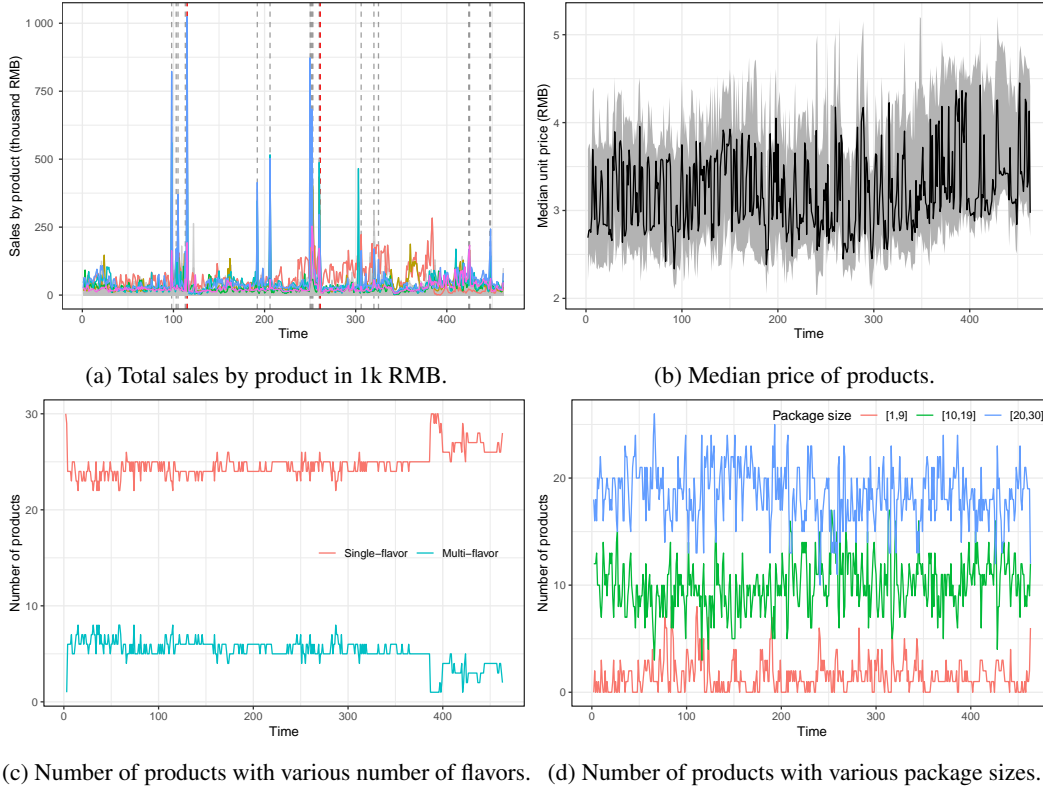 1 000
750
500
250
0
Sales by product (thousand RMB)
0 100 200 300 400
Time
(a) Total sales by product in 1k RMB.
5
4
3
2
Median unit price (RMB)
0 100 200 300 400
Time
(b) Median price of products.
30
20
10
0
Number of products
Single−flavor Multi−flavor
0 100 200 300 400
Time
(c) Number of products with various number of flavors.
Package size [1,9] [10,19] [20,30]
20
10
0
Number of products
0 100 200 300 400
Time
(d) Number of products with various package sizes.